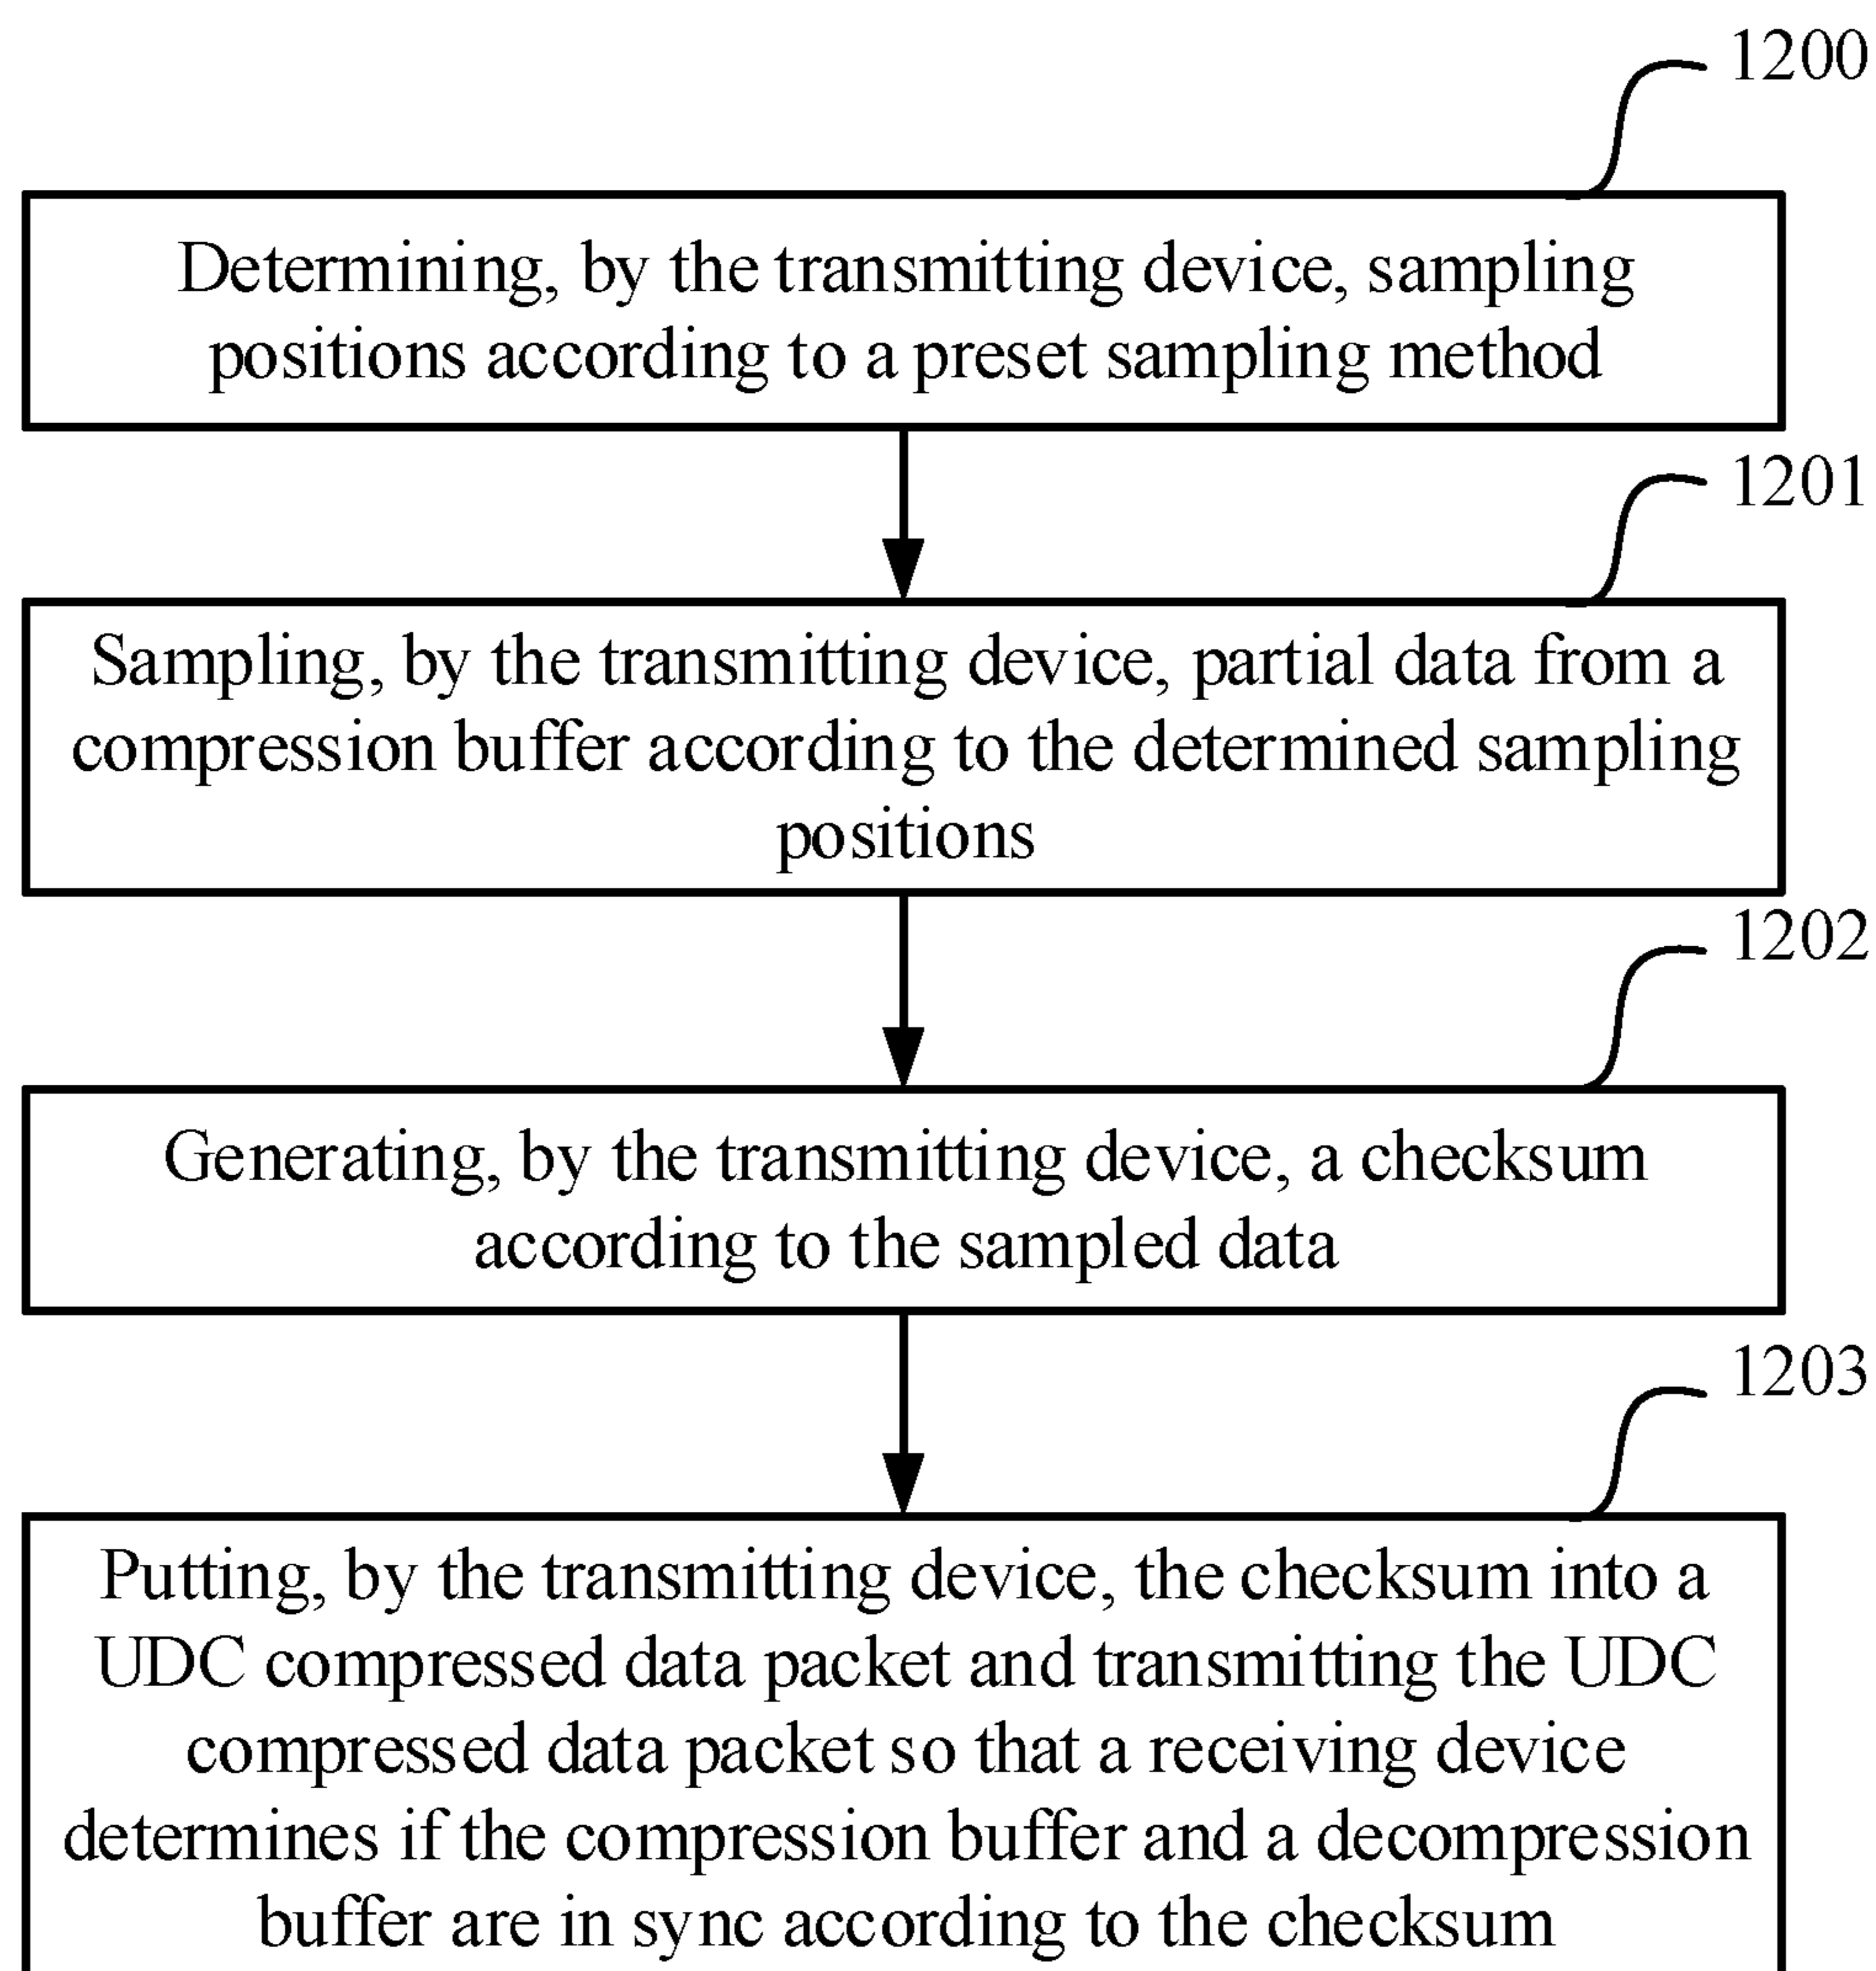 1200
Determining, by the transmitting device, sampling
positions according to a preset sampling method
1201
Sampling, by the transmitting device, partial data from a
compression buffer according to the determined sampling
positions
1202
Generating, by the transmitting device, a checksum
according to the sampled data
1203
Putting, by the transmitting device, the checksum into a
UDC compressed data packet and transmitting the UDC
compressed data packet so that a receiving device
determines if the compression buffer and a decompression
buffer are in sync according to the checksum